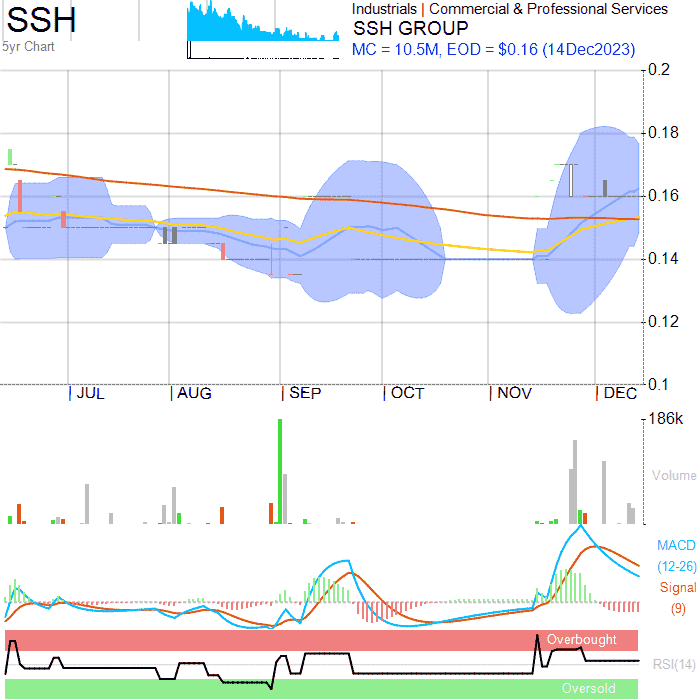 SSH
5yr Chart
Industrials | Commercial & Professional Services
SSH GROUP
MC = 10.5M, EOD = $0.16 (14Dec2023)
0.2
0.18
0.16
0.14
0.12
0.1
JUL AUG SEP OCT NOV DEC
186k
Volume
MACD
(12-26)
Signal
(9)
Overbought
RSI(14)
Oversold